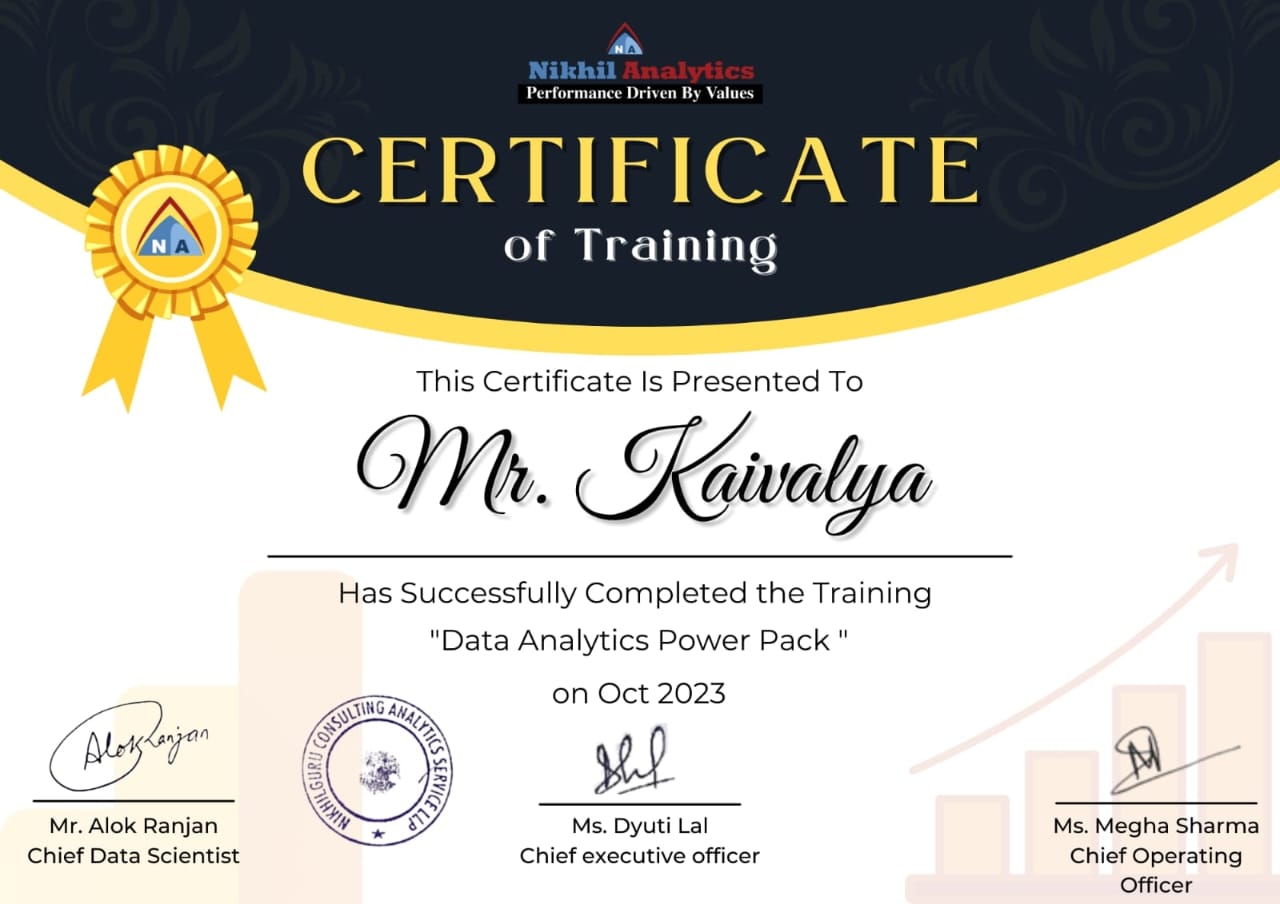 N A
Nikhil Analytics
Performance Driven By Values
CERTIFICATE
of Training
N A
This Certificate Is Presented To
Mr. Kaivalya
Has Successfully Completed the Training
"Data Analytics Power Pack "
on Oct 2023
Alok Ranjan
NIKHILGURU CONSULTING ANALYTICS SERVICE LLP
Mr. Alok Ranjan
Chief Data Scientist
Ms. Dyuti Lal
Chief executive officer
Ms. Megha Sharma
Chief Operating
Officer